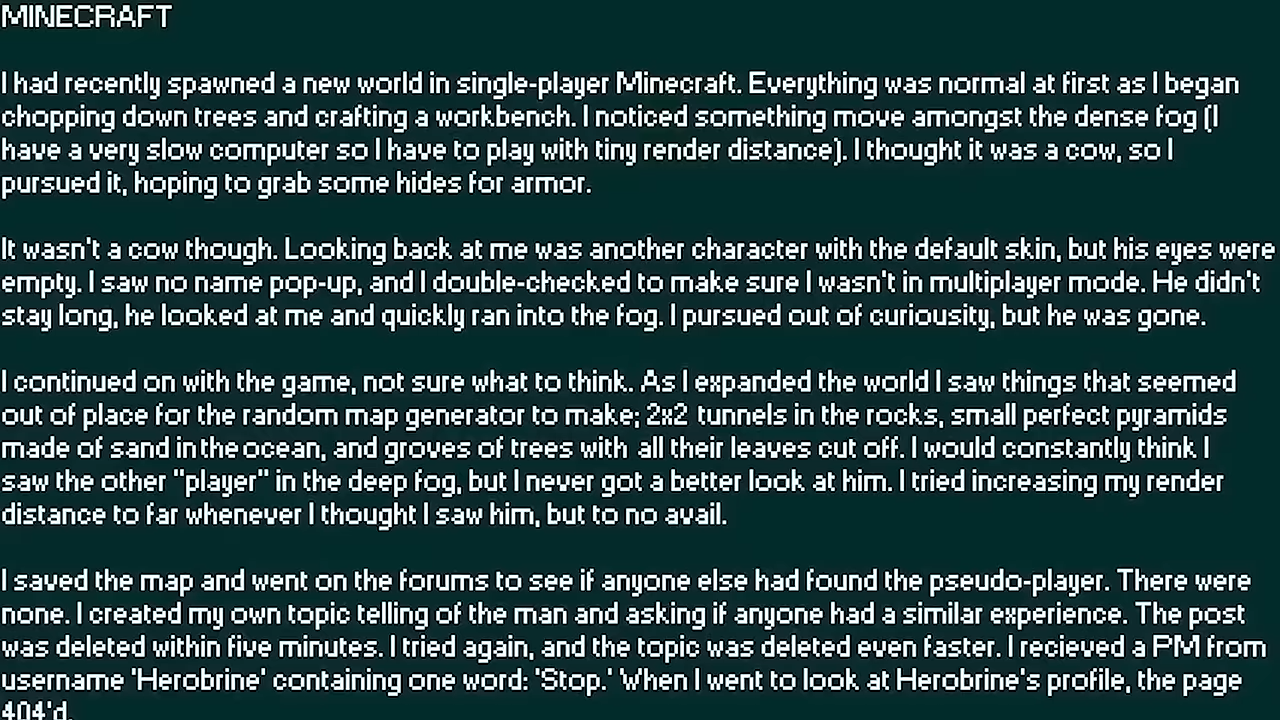 MINECRAFT
I had recently spawned a new world in single-player Minecraft. Everything was normal at first as I began
chopping down trees and crafting a workbench. I noticed something move amongst the dense fog (I
have a very slow computer so I have to play with tiny render distance). I thought it was a cow, so I
pursued it, hoping to grab some hides for armor.
It wasn't a cow though. Looking back at me was another character with the default skin, but his eyes were
empty. I saw no name pop-up, and I double-checked to make sure I wasn't in multiplayer mode. He didn't
stay long, he looked at me and quickly ran into the fog. I pursued out of curiousity, but he was gone.
I continued on with the game, not sure what to think. As I expanded the world I saw things that seemed
out of place for the random map generator to make; 2x2 tunnels in the rocks, small perfect pyramids
made of sand in the ocean, and groves of trees with all their leaves cut off. I would constantly think I
saw the other "player" in the deep fog, but I never got a better look at him. I tried increasing my render
distance to far whenever I thought I saw him, but to no avail.
I saved the map and went on the forums to see if anyone else had found the pseudo-player. There were
none. I created my own topic telling of the man and asking if anyone had a similar experience. The post
was deleted within five minutes. I tried again, and the topic was deleted even faster. I recieved a PM from
username 'Herobrine' containing one word: 'Stop.' When I went to look at Herobrine's profile, the page
404'd.